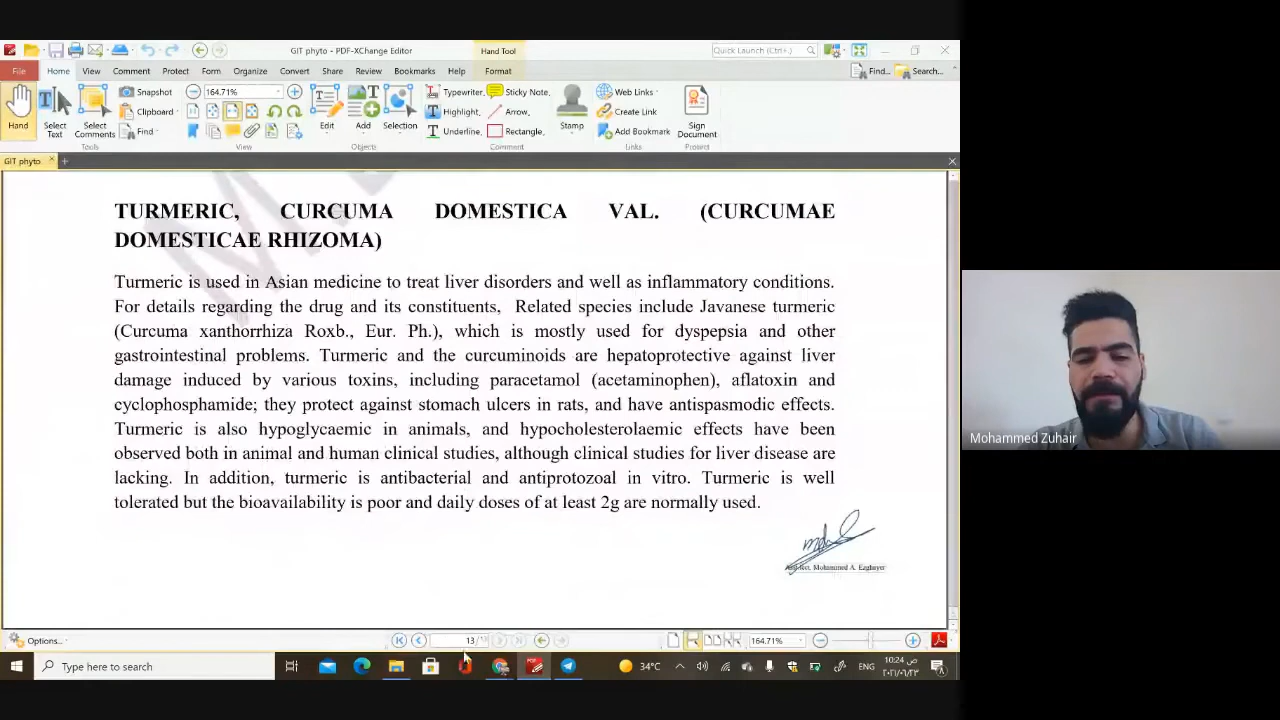 GIT phyto - PDF-XChange Editor
Hand Tool
Quick Launch (Ctrl+.)
File Home View Comment Protect Form Organize Convert Share Review Bookmarks Help Format
Find... Search...
Hand
Select Text
Select Comments
Snapshot
Clipboard
Find
Tools
164.71%
View
Edit
Add
Selection
Objects
Typewriter
Highlight
Underline
Sticky Note
Arrow
Rectangle
Comment
Stamp
Web Links
Create Link
Add Bookmark
Links
Sign Document
Protect
GIT phyto
TURMERIC, CURCUMA DOMESTICA VAL. (CURCUMAE
DOMESTICAE RHIZOMA)
Turmeric is used in Asian medicine to treat liver disorders and well as inflammatory conditions.
For details regarding the drug and its constituents, Related species include Javanese turmeric
(Curcuma xanthorrhiza Roxb., Eur. Ph.), which is mostly used for dyspepsia and other
gastrointestinal problems. Turmeric and the curcuminoids are hepatoprotective against liver
damage induced by various toxins, including paracetamol (acetaminophen), aflatoxin and
cyclophosphamide; they protect against stomach ulcers in rats, and have antispasmodic effects.
Turmeric is also hypoglycaemic in animals, and hypocholesterolaemic effects have been
observed both in animal and human clinical studies, although clinical studies for liver disease are
lacking. In addition, turmeric is antibacterial and antiprotozoal in vitro. Turmeric is well
tolerated but the bioavailability is poor and daily doses of at least 2g are normally used.
Mohammed A.
Mohammed Zuhair
Options...
13 / 13
164.71%
Type here to search
34°C
ENG
10:24 ص
٢٠٢١/٠٦/٢٣